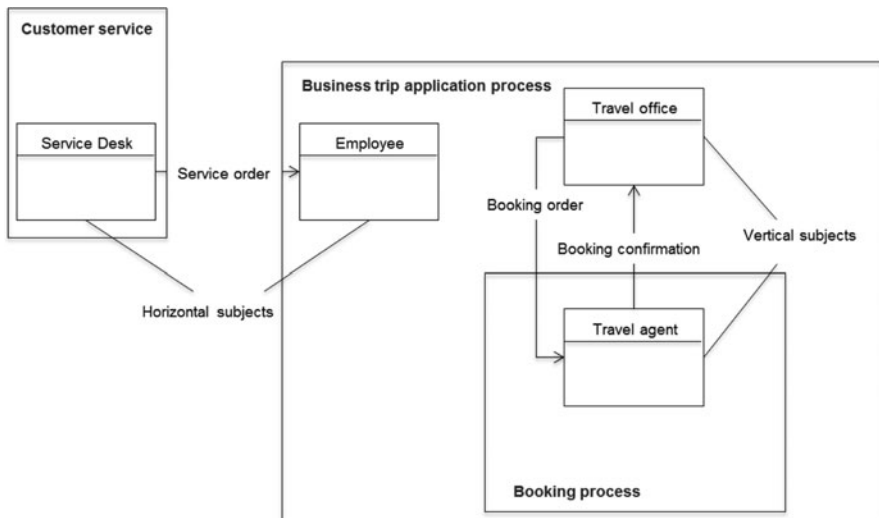 Customer service
Business trip application process
Travel office
Service Desk
Employee
Service order
Booking order
Vertical subjects
Booking confirmation
Horizontal subjects
Travel agent
Booking process